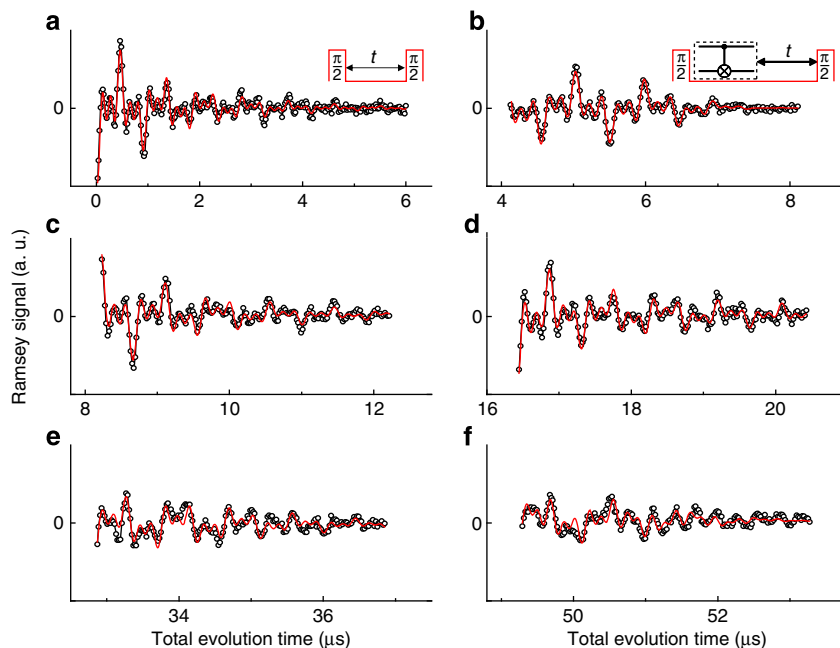 a
π/2 t π/2
0
0 2 4 6
b
π/2 t π/2
0
4 6 8
c
0
8 10 12
d
0
16 18 20
e
0
34 36
f
0
50 52
Ramsey signal (a. u.)
Total evolution time (μs)
Total evolution time (μs)